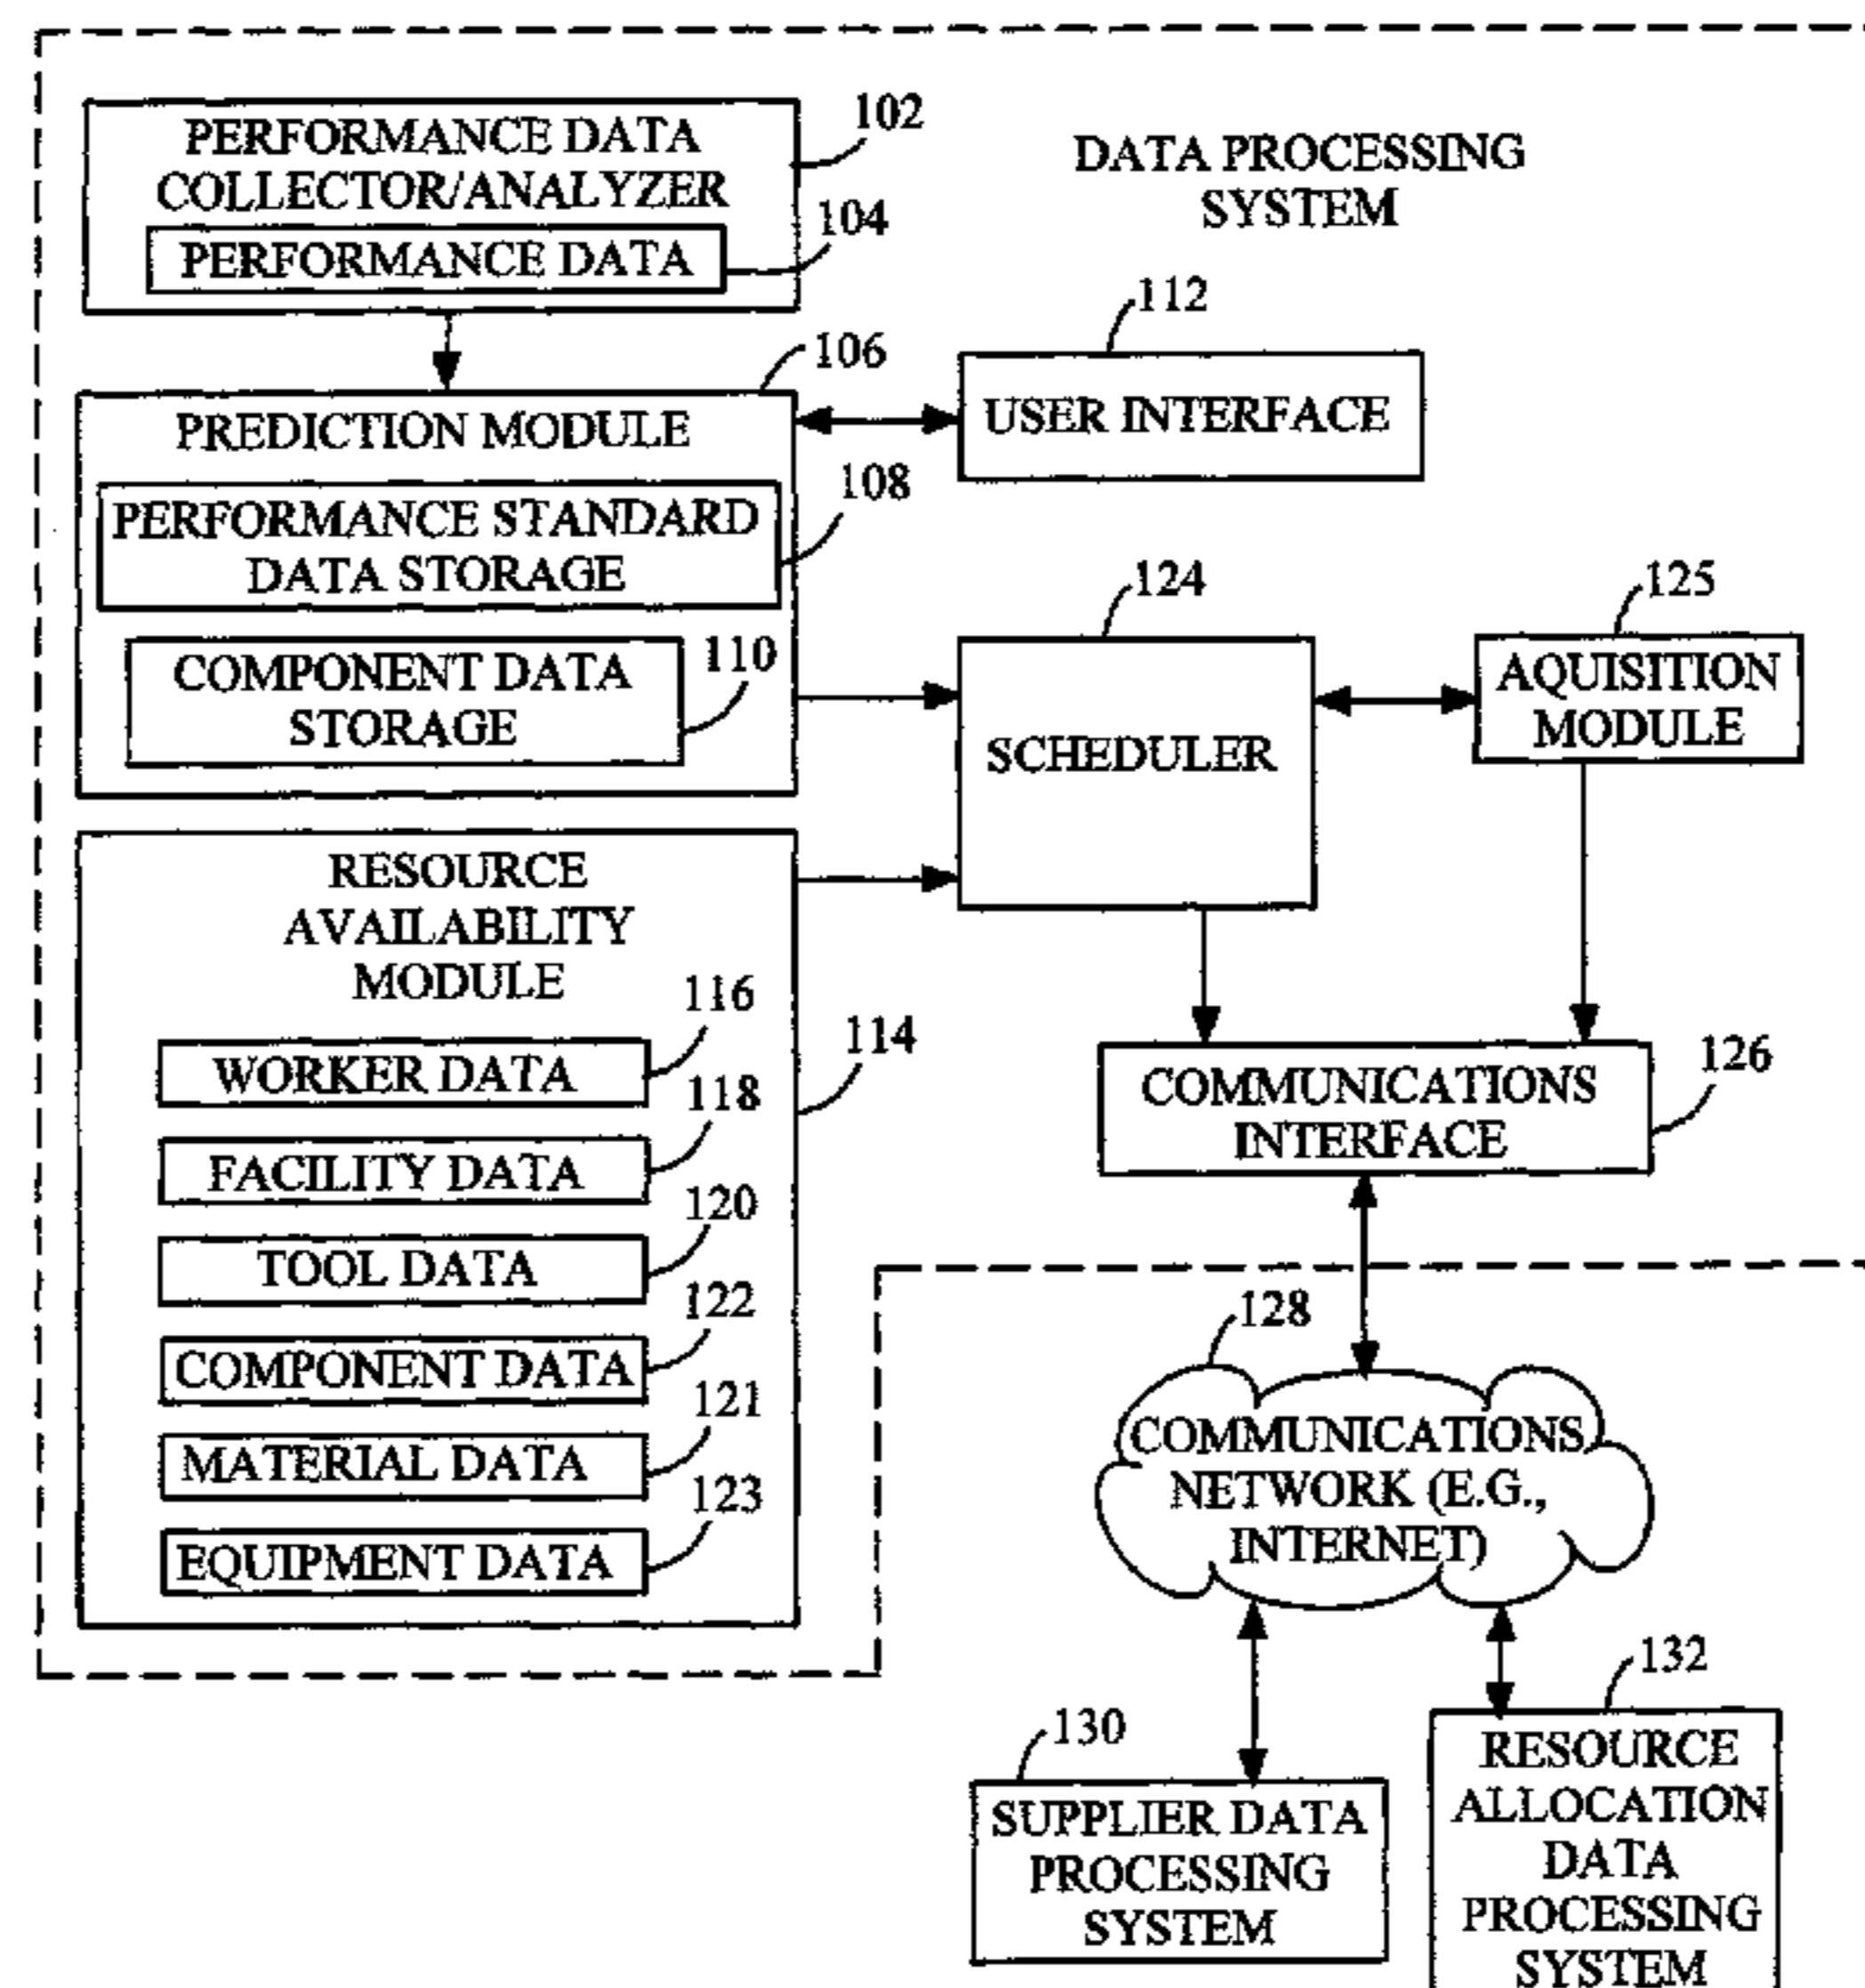 102
PERFORMANCE DATA
COLLECTOR/ANALYZER
104
PERFORMANCE DATA
DATA PROCESSING
SYSTEM
112
106
USER INTERFACE
PREDICTION MODULE
108
PERFORMANCE STANDARD
DATA STORAGE
110
COMPONENT DATA
STORAGE
124
SCHEDULER
125
AQUISITION
MODULE
RESOURCE
AVAILABILITY
MODULE
114
116
WORKER DATA
118
FACILITY DATA
120
TOOL DATA
122
COMPONENT DATA
121
MATERIAL DATA
123
EQUIPMENT DATA
126
COMMUNICATIONS
INTERFACE
128
COMMUNICATIONS
NETWORK (E.G.,
INTERNET)
130
SUPPLIER DATA
PROCESSING
SYSTEM
132
RESOURCE
ALLOCATION
DATA
PROCESSING
SYSTEM